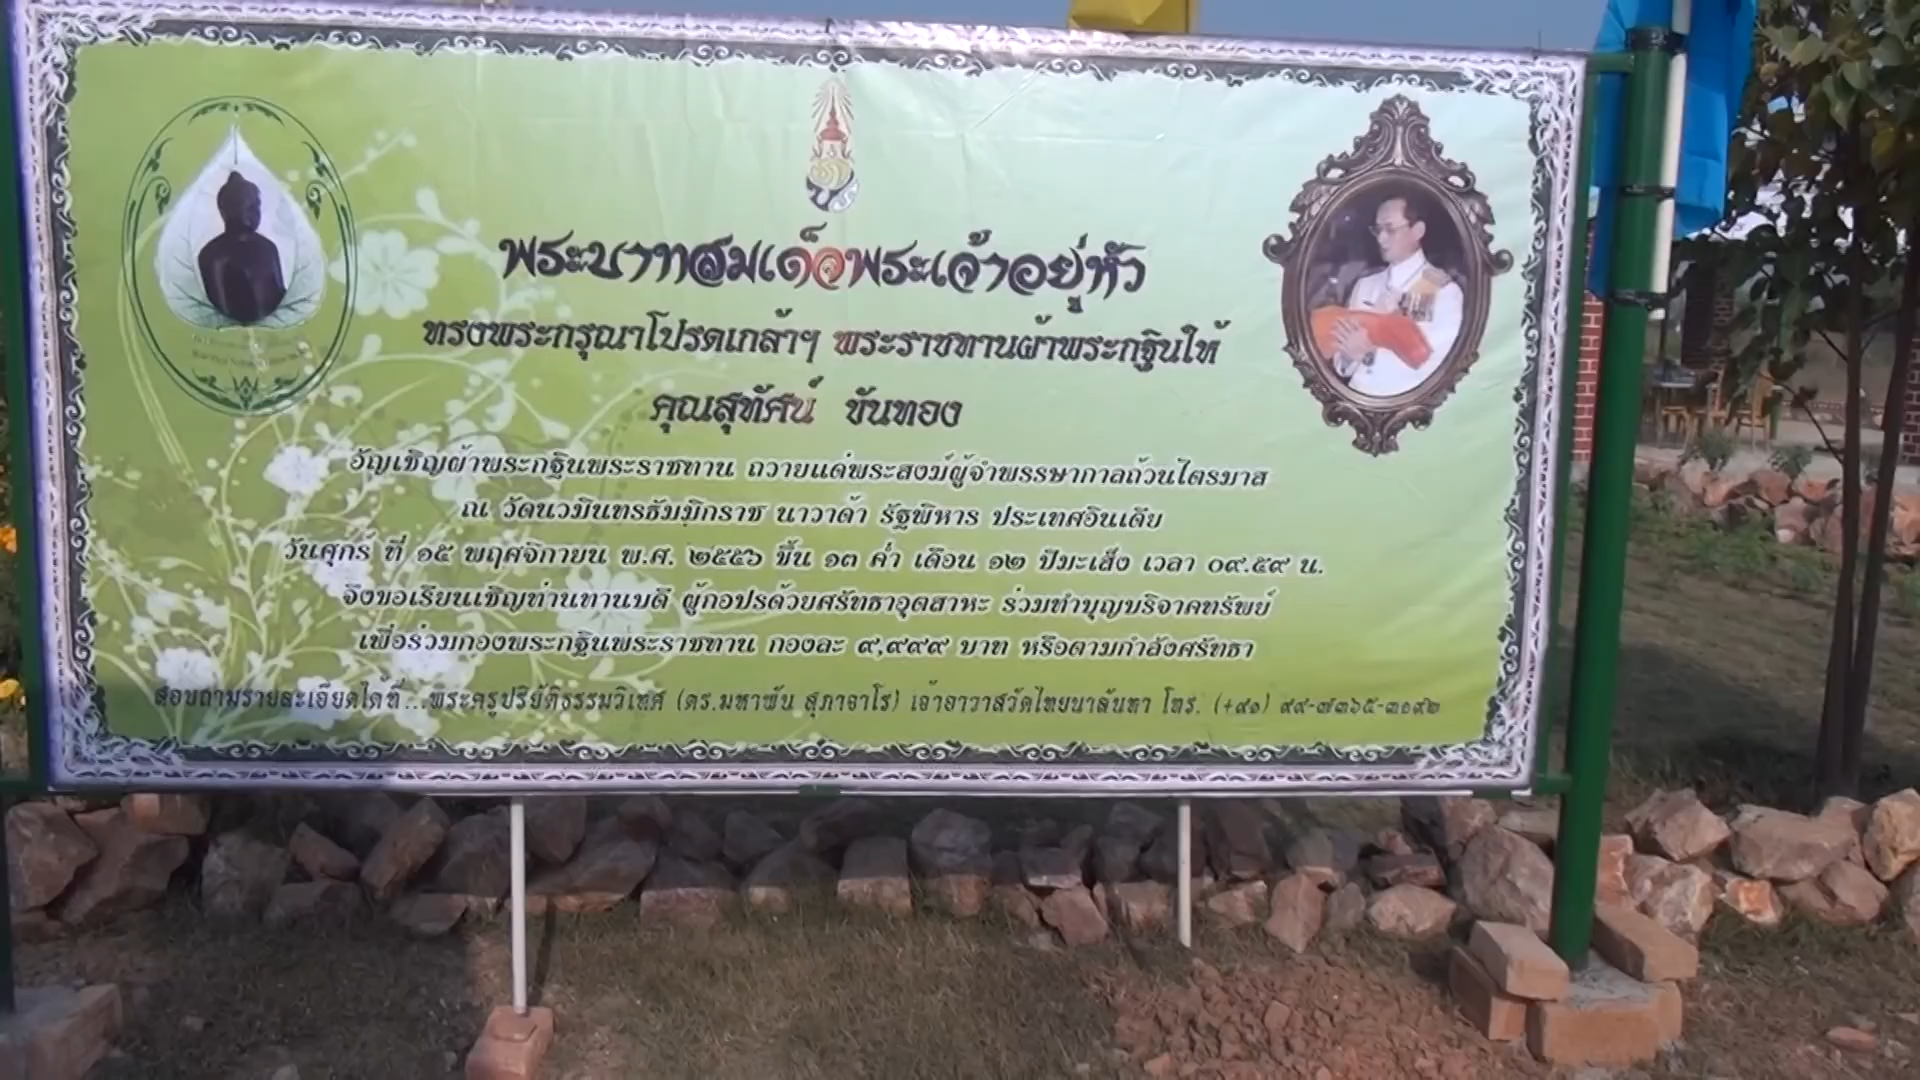 พระบาทสมเด็จพระเจ้าอยู่หัว
ทรงพระกรุณาโปรดเกล้าฯ พระราชทานผ้าพระกฐินให้
คุณสุทัศน์ ขันทอง
อัญเชิญผ้าพระกฐินพระราชทาน ถวายแด่พระสงฆ์ผู้จำพรรษากาลถ้วนไตรมาส
ณ วัดนวมินทรธัมมิกราช นาวาด้า รัฐพิหาร ประเทศอินเดีย
วันศุกร์ ที่ ๑๕ พฤศจิกายน พ.ศ. ๒๕๕๖ ขึ้น ๑๓ ค่ำ เดือน ๑๒ ปีมะเส็ง เวลา ๐๙.๕๙ น.
จึงขอเรียนเชิญท่านทานบดี ผู้กอปรด้วยศรัทธาอุตสาหะ ร่วมทำบุญบริจาคทรัพย์
เพื่อร่วมกองพระกฐินพระราชทาน กองละ ๙,๙๙๙ บาท หรือตามกำลังศรัทธา
สอบถามรายละเอียดได้ที่...พระครูปริยัติธรรมวิเทศ (ดร.มหาพัน สุภาจาโร) เจ้าอาวาสวัดไทยนาลันทา โทร. (+๙๑) ๙๙-๗๓๖๕-๓๑๙๒